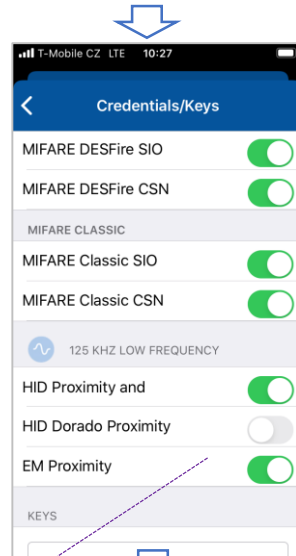 T-Mobile CZ LTE 10:27
Credentials/Keys
MIFARE DESFire SIO
MIFARE DESFire CSN
MIFARE CLASSIC
MIFARE Classic SIO
MIFARE Classic CSN
125 KHZ LOW FREQUENCY
HID Proximity and
HID Dorado Proximity
EM Proximity
KEYS